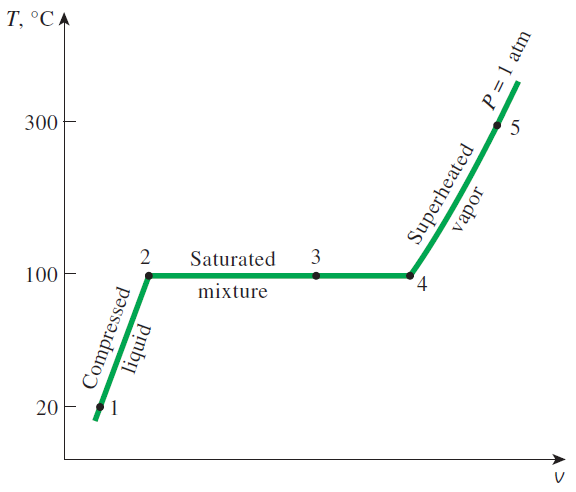 T, °C
P = 1 atm
300
5
Superheated
vapor
2
Saturated
3
100
mixture
4
Compressed
liquid
20
1
v